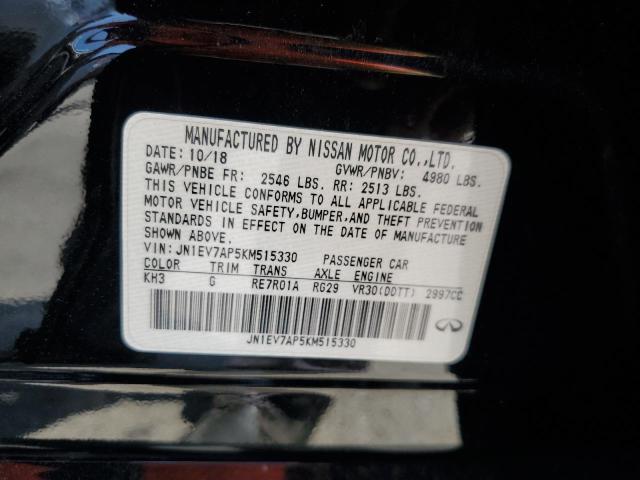 MANUFACTURED BY NISSAN MOTOR CO.,LTD.
DATE: 10/18 GVWR/PNBV: 4980 LBS.
GAWR/PNBE FR: 2546 LBS. RR: 2513 LBS.
THIS VEHICLE CONFORMS TO ALL APPLICABLE FEDERAL
MOTOR VEHICLE SAFETY,BUMPER,AND THEFT PREVENTION
STANDARDS IN EFFECT ON THE DATE OF MANUFACTURE
SHOWN ABOVE.
VIN: JN1EV7AP5KM515330 PASSENGER CAR
COLOR TRIM TRANS AXLE ENGINE
KH3 G RE7R01A RG29 VR30(DDTT) 2997CC
JN1EV7AP5KM515330